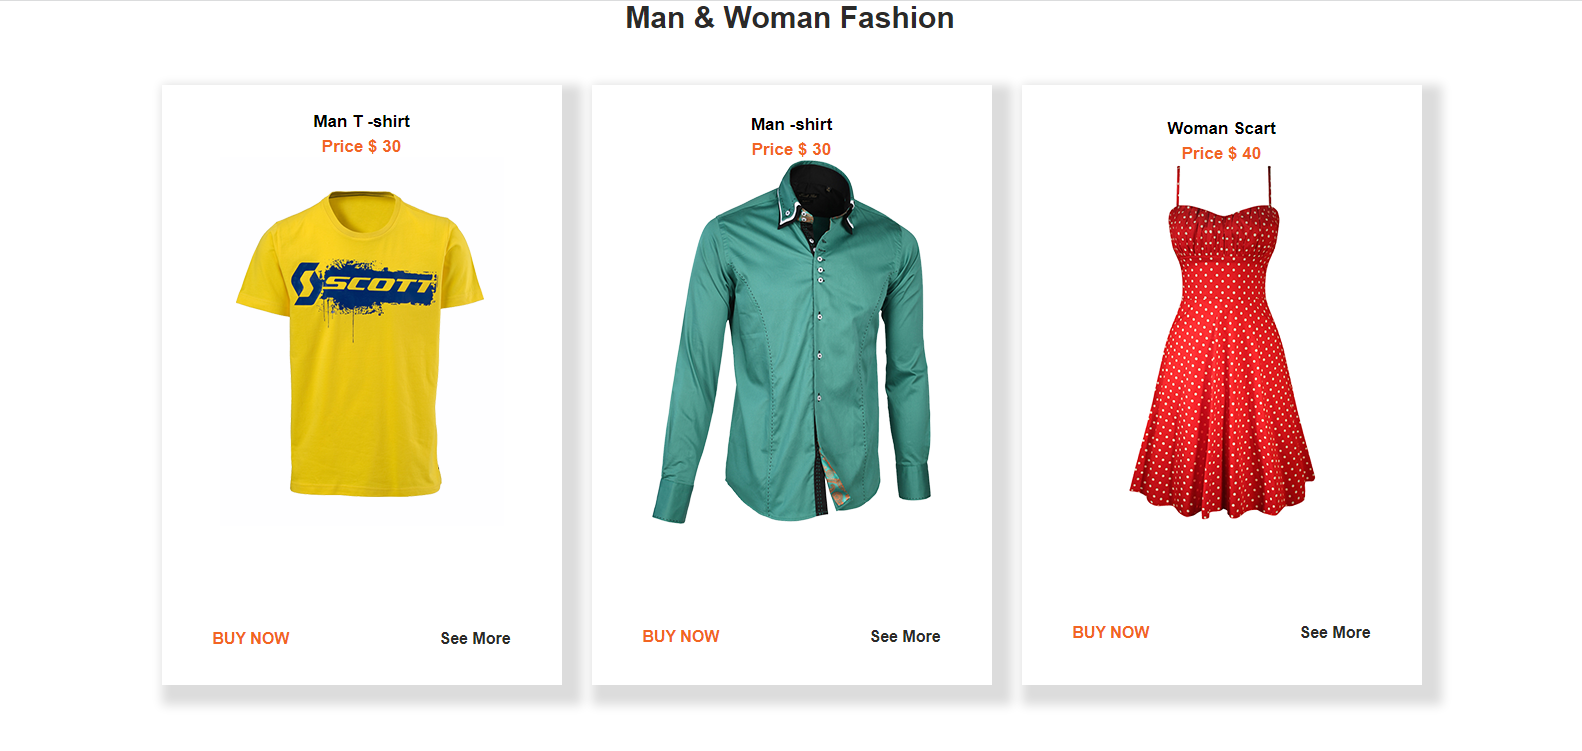 Man & Woman Fashion
Man T -shirt
Price $ 30
SCOTT
BUY NOW
See More
Man -shirt
Price $ 30
BUY NOW
See More
Woman Scart
Price $ 40
BUY NOW
See More